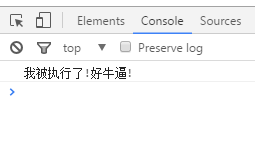 Elements Console Sources
top Preserve log
我被执行了!好牛逼!